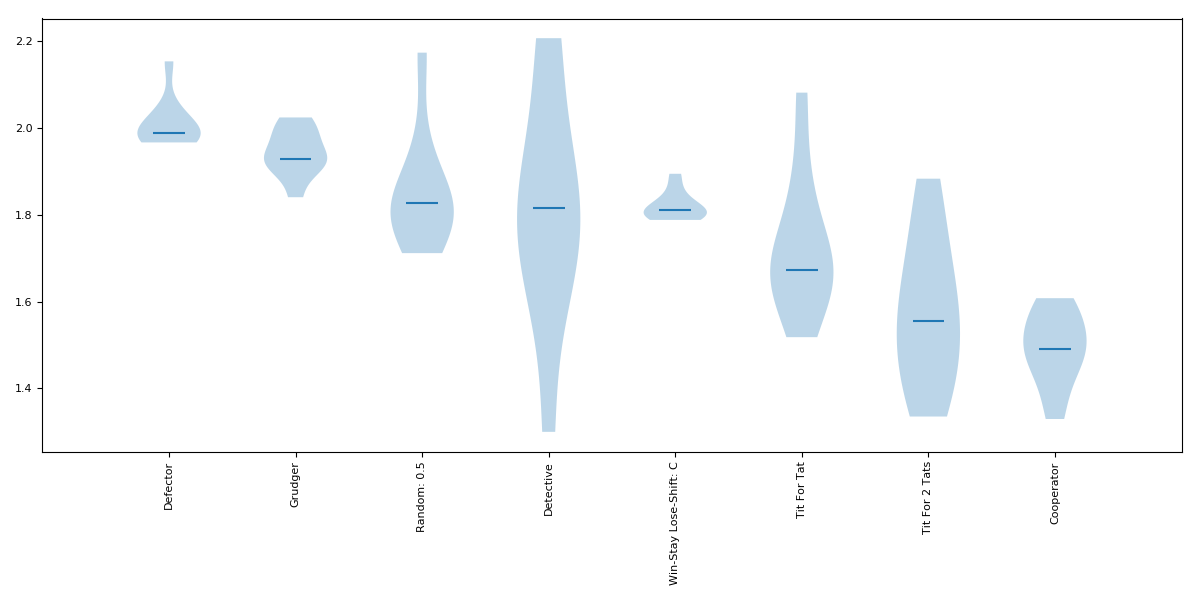 2.2
2.0
1.8
1.6
1.4
Defector
Grudger
Random: 0.5
Detective
Win-Stay Lose-Shift: C
Tit For Tat
Tit For 2 Tats
Cooperator